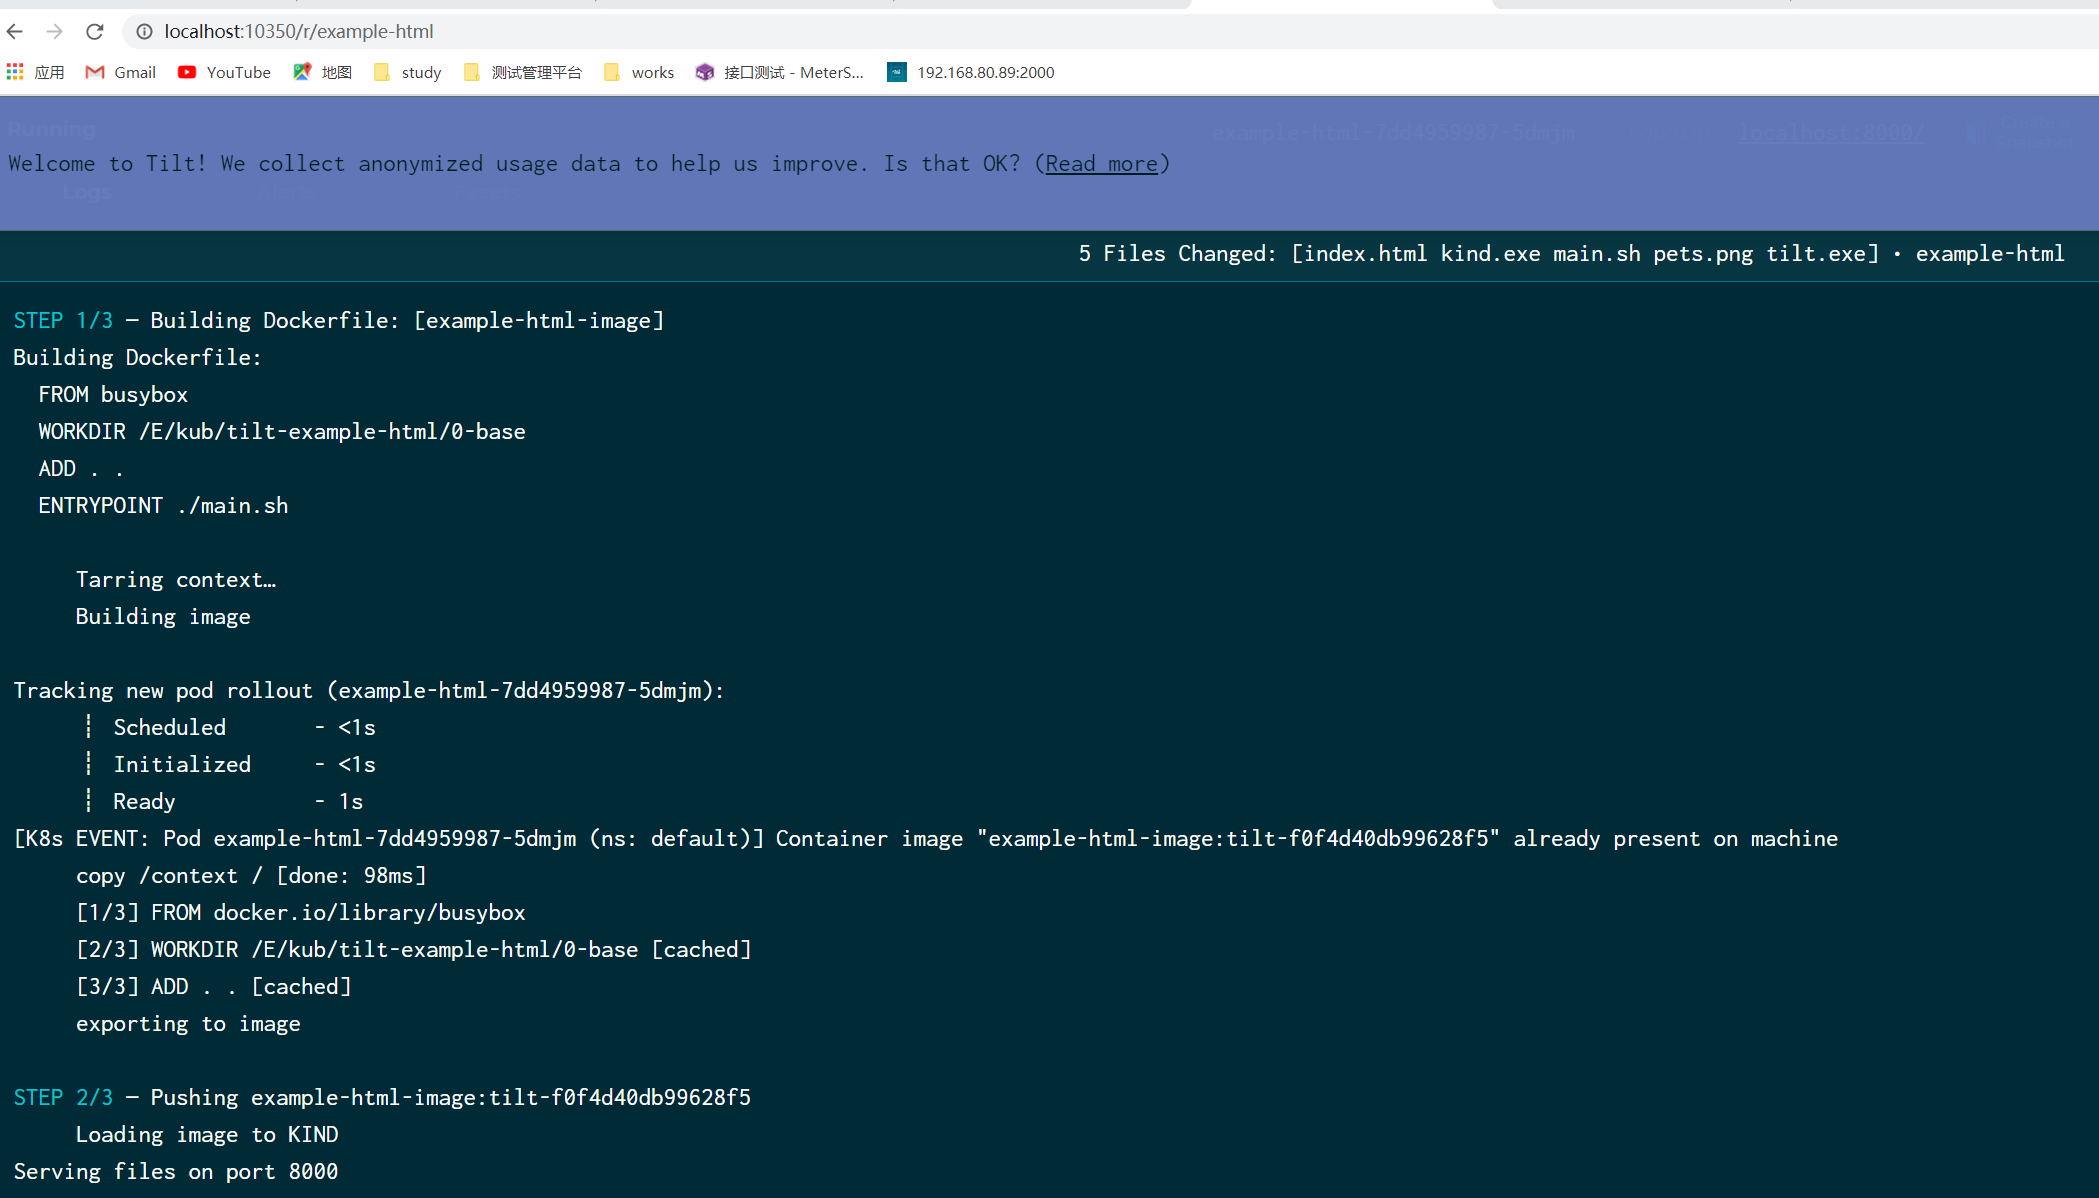 localhost:10350/r/example-html
应用 Gmail YouTube 地图 study 测试管理平台 works 接口测试 - MeterS... 192.168.80.89:2000
Running example-html-7dd4959987-5dmjm localhost:8000/
Welcome to Tilt! We collect anonymized usage data to help us improve. Is that OK? (Read more)
Logs
5 Files Changed: [index.html kind.exe main.sh pets.png tilt.exe] • example-html
STEP 1/3 — Building Dockerfile: [example-html-image]
Building Dockerfile:
FROM busybox
WORKDIR /E/kub/tilt-example-html/0-base
ADD . .
ENTRYPOINT ./main.sh
Tarring context…
Building image
Tracking new pod rollout (example-html-7dd4959987-5dmjm):
┊ Scheduled - <1s
┊ Initialized - <1s
┊ Ready - 1s
[K8s EVENT: Pod example-html-7dd4959987-5dmjm (ns: default)] Container image "example-html-image:tilt-f0f4d40db99628f5" already present on machine
copy /context / [done: 98ms]
[1/3] FROM docker.io/library/busybox
[2/3] WORKDIR /E/kub/tilt-example-html/0-base [cached]
[3/3] ADD . . [cached]
exporting to image
STEP 2/3 — Pushing example-html-image:tilt-f0f4d40db99628f5
Loading image to KIND
Serving files on port 8000